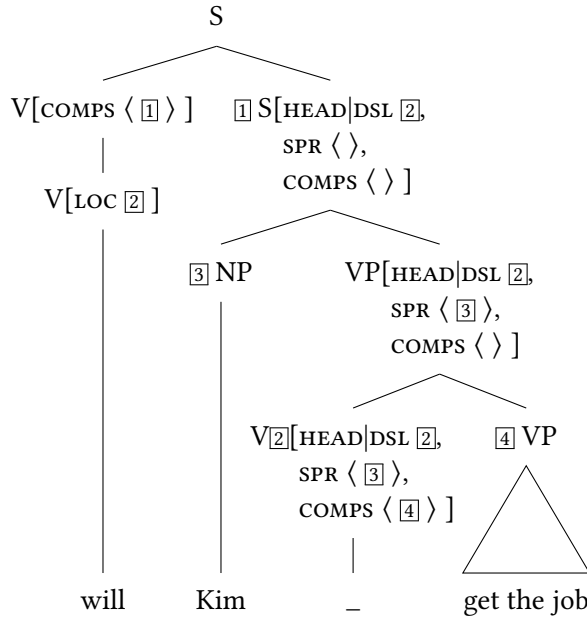 S
V[COMPS ⟨ 1 ⟩ ] 1 S[HEAD|DSL 2,
SPR ⟨ ⟩,
COMPS ⟨ ⟩ ]
V[LOC 2 ]
3 NP VP[HEAD|DSL 2,
SPR ⟨ 3 ⟩,
COMPS ⟨ ⟩ ]
V2[HEAD|DSL 2, 4 VP
SPR ⟨ 3 ⟩,
COMPS ⟨ 4 ⟩ ]
will Kim _ get the job